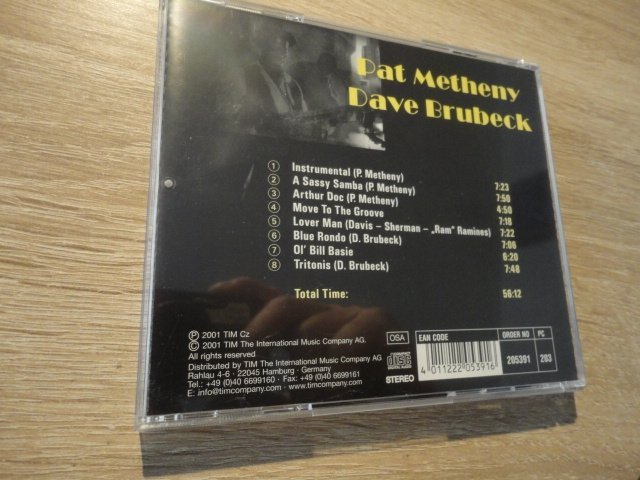 Pat Metheny
Dave Brubeck
1 Instrumental (P. Metheny) 7:23
2 A Sassy Samba (P. Metheny) 7:50
3 Arthur Doc (P. Metheny) 4:50
4 Move To The Groove 7:18
5 Lover Man (Davis – Sherman – „Ram" Ramines) 7:22
6 Blue Rondo (D. Brubeck) 7:06
7 Ol' Bill Basie 6:20
8 Tritonis (D. Brubeck) 7:48
Total Time: 56:12
℗ 2001 TIM Cz
© 2001 TIM The International Music Company AG.
All rights reserved
Distributed by TIM The International Music Company AG
Rahlau 4-6 · 22045 Hamburg · Germany
Tel.: +49 (0)40 6699160 · Fax: +49 (0)40 6699161
E: info@timcompany.com · www.timcompany.com
OSA
COMPACT
disc
DIGITAL AUDIO
STEREO
EAN CODE
4 011222 053916
ORDER NO
205391
PC
203